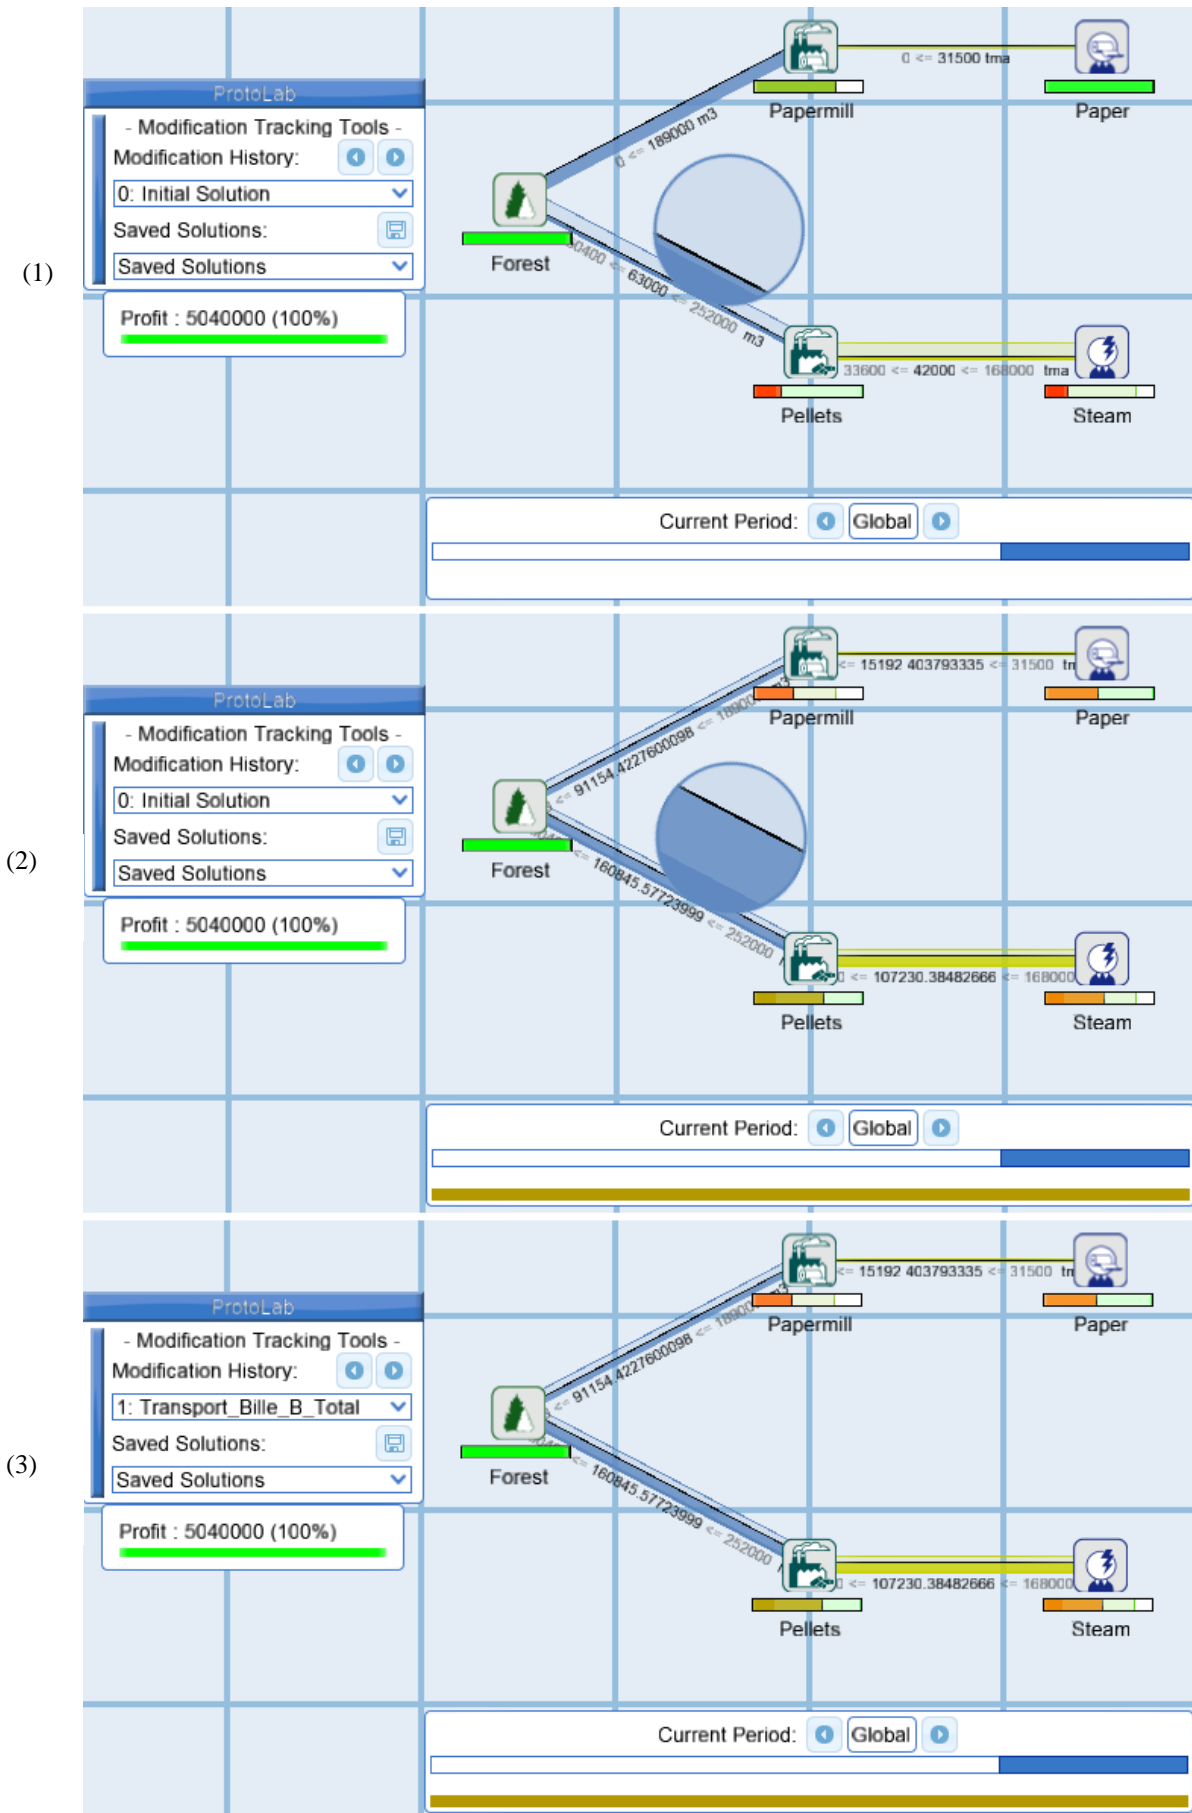 (1)
ProtoLab
- Modification Tracking Tools -
Modification History:
0: Initial Solution
Saved Solutions:
Saved Solutions
Profit : 5040000 (100%)
0 <= 31500 tma
Papermill
Paper
0 <= 189000 m3
Forest
50400 <= 63000 <= 252000 m3
33600 <= 42000 <= 168000 tma
Pellets
Steam
Current Period: Global
(2)
ProtoLab
- Modification Tracking Tools -
Modification History:
0: Initial Solution
Saved Solutions:
Saved Solutions
Profit : 5040000 (100%)
<= 15192.403793335 <= 31500
Papermill
Paper
<= 91154.4227600098 <=
Forest
<= 160845.57723999 <= 252000
<= 107230.38482666 <= 168000
Pellets
Steam
Current Period: Global
(3)
ProtoLab
- Modification Tracking Tools -
Modification History:
1: Transport_Bille_B_Total
Saved Solutions:
Saved Solutions
Profit : 5040000 (100%)
<= 15192.403793335 <= 31500
Papermill
Paper
<= 91154.4227600098 <=
Forest
<= 160845.57723999 <= 252000
<= 107230.38482666 <= 168000
Pellets
Steam
Current Period: Global